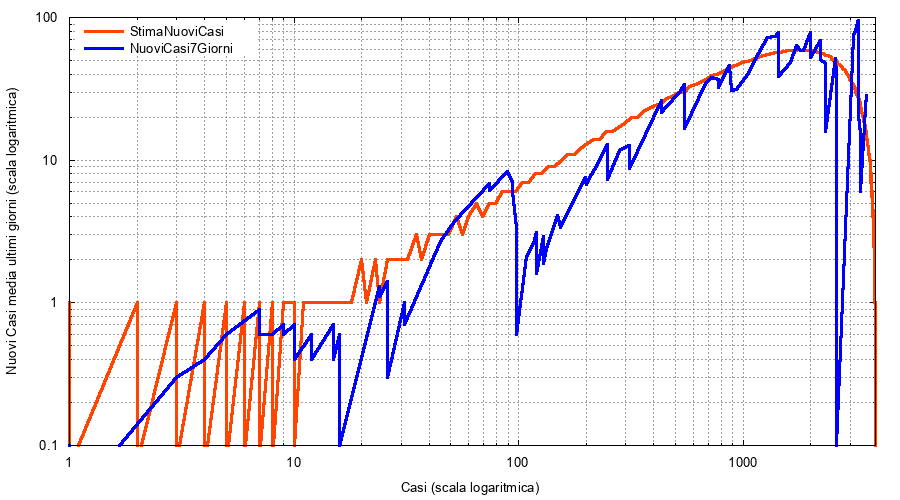 100
StimaNuoviCasi
NuoviCasi7Giorni
10
1
0.1
Nuovi Casi media ultimi giorni (scala logaritmica)
1 10 100 1000
Casi (scala logaritmica)